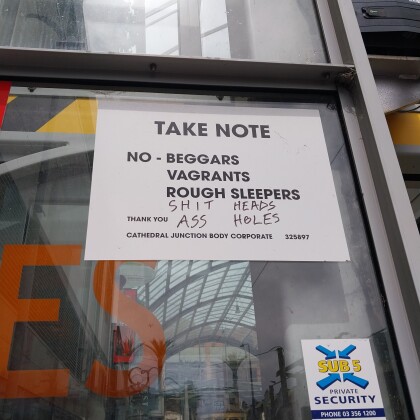 TAKE NOTE
NO - BEGGARS
VAGRANTS
ROUGH SLEEPERS
SHIT HEADS
THANK YOU ASS HOLES
CATHEDRAL JUNCTION BODY CORPORATE 325897
ES
SUB 5
PRIVATE
SECURITY
PHONE 03 356 1200